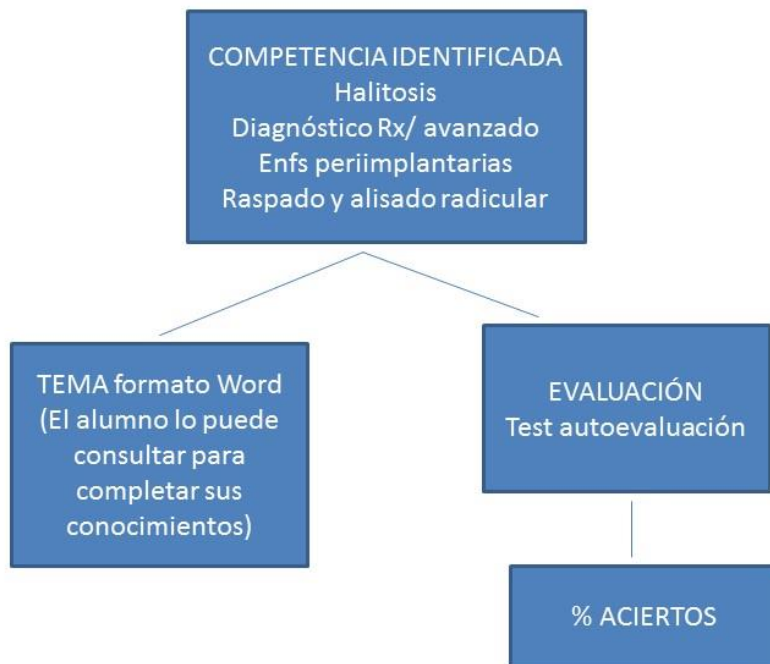 COMPETENCIA IDENTIFICADA
Halitosis
Diagnóstico Rx/ avanzado
Enfs periimplantarias
Raspado y alisado radicular
TEMA formato Word
(El alumno lo puede
consultar para
completar sus
conocimientos)
EVALUACIÓN
Test autoevaluación
% ACIERTOS